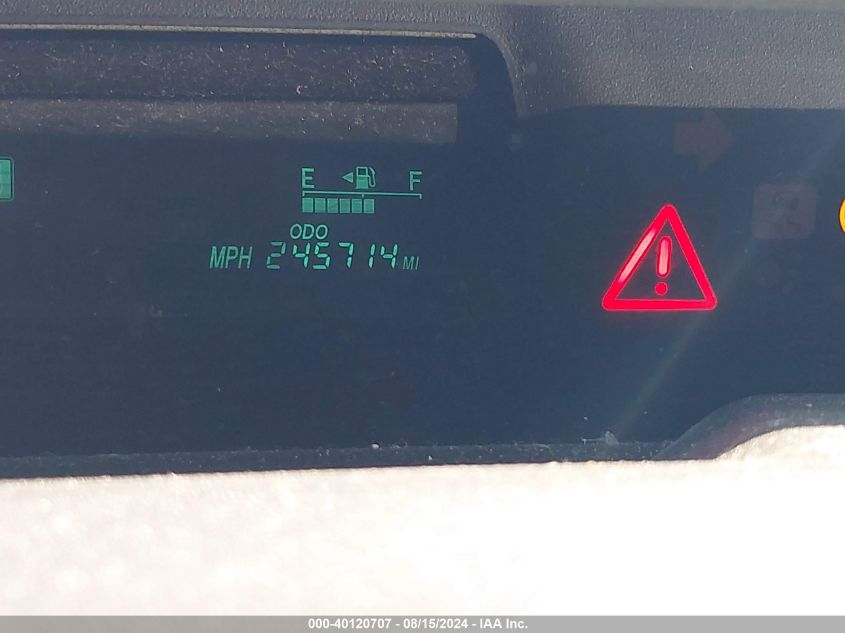 E F
ODO
MPH 245714 MI
000-40120707 - 08/15/2024 - IAA Inc.